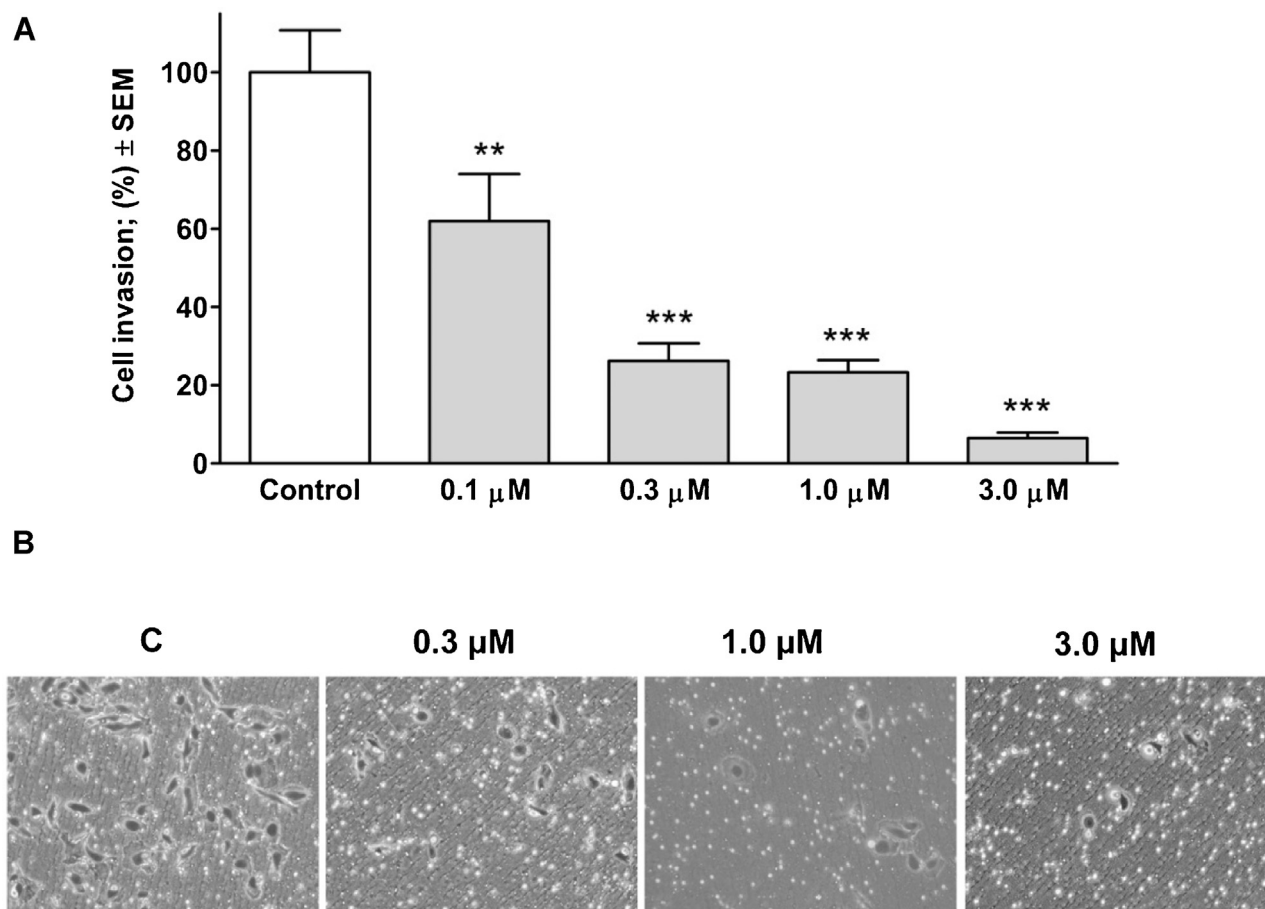 A
Cell invasion; (%) ± SEM
100
80
60
40
20
0
**
***
***
***
Control
0.1 μM
0.3 μM
1.0 μM
3.0 μM
B
C
0.3 μM
1.0 μM
3.0 μM